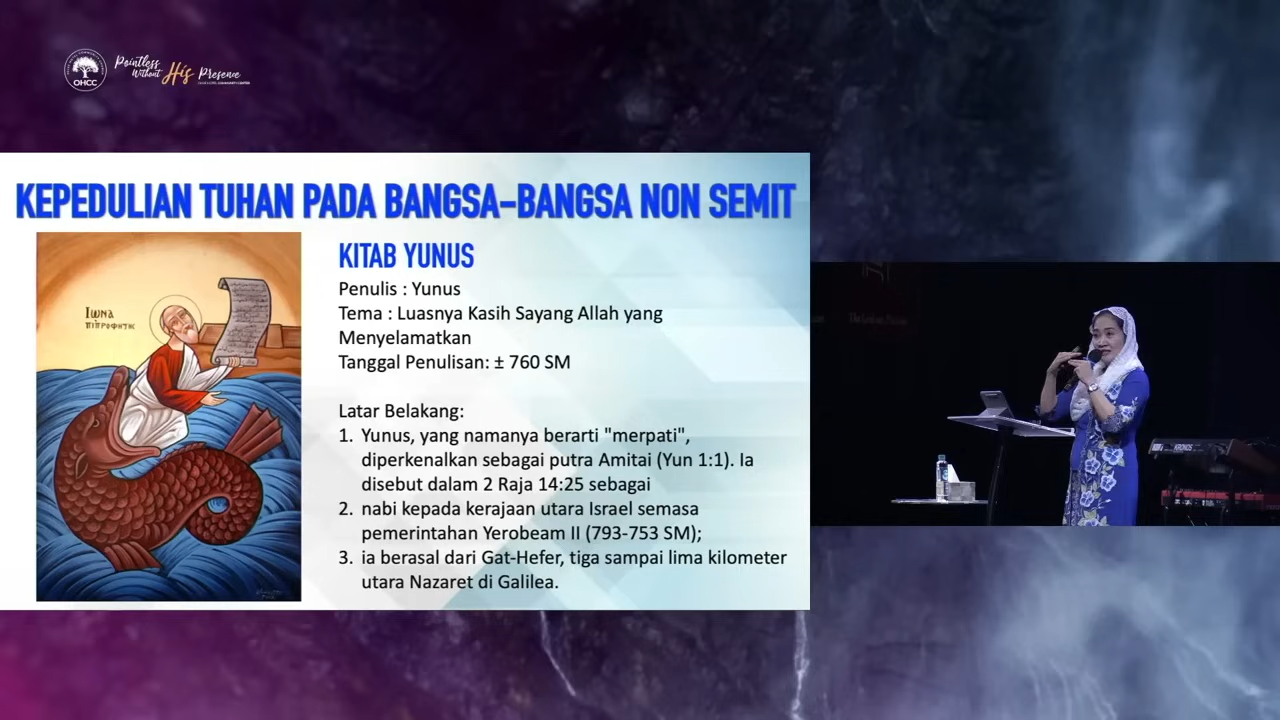 OHCC
Pointless
Without His Presence
KEPEDULIAN TUHAN PADA BANGSA-BANGSA NON SEMIT
KITAB YUNUS
Penulis : Yunus
Tema : Luasnya Kasih Sayang Allah yang
Menyelamatkan
Tanggal Penulisan: ± 760 SM
Latar Belakang:
1. Yunus, yang namanya berarti "merpati",
diperkenalkan sebagai putra Amitai (Yun 1:1). Ia
disebut dalam 2 Raja 14:25 sebagai
2. nabi kepada kerajaan utara Israel semasa
pemerintahan Yerobeam II (793-753 SM);
3. ia berasal dari Gat-Hefer, tiga sampai lima kilometer
utara Nazaret di Galilea.
Ιωνα
KRONOS